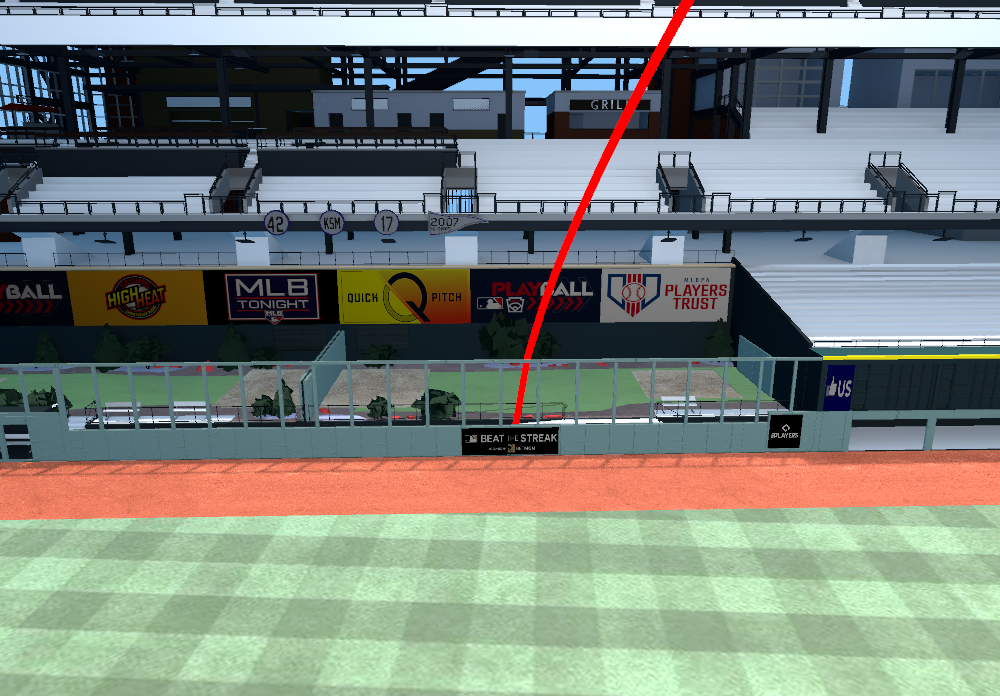 GRILL
42
KSM
17
2007
YBALL
HIGH HEAT
MLB
TONIGHT
MLB
QUICK
PITCH
PLAY BALL
MLBPA
PLAYERS
TRUST
US
BEAT THE STREAK
PLAYERS